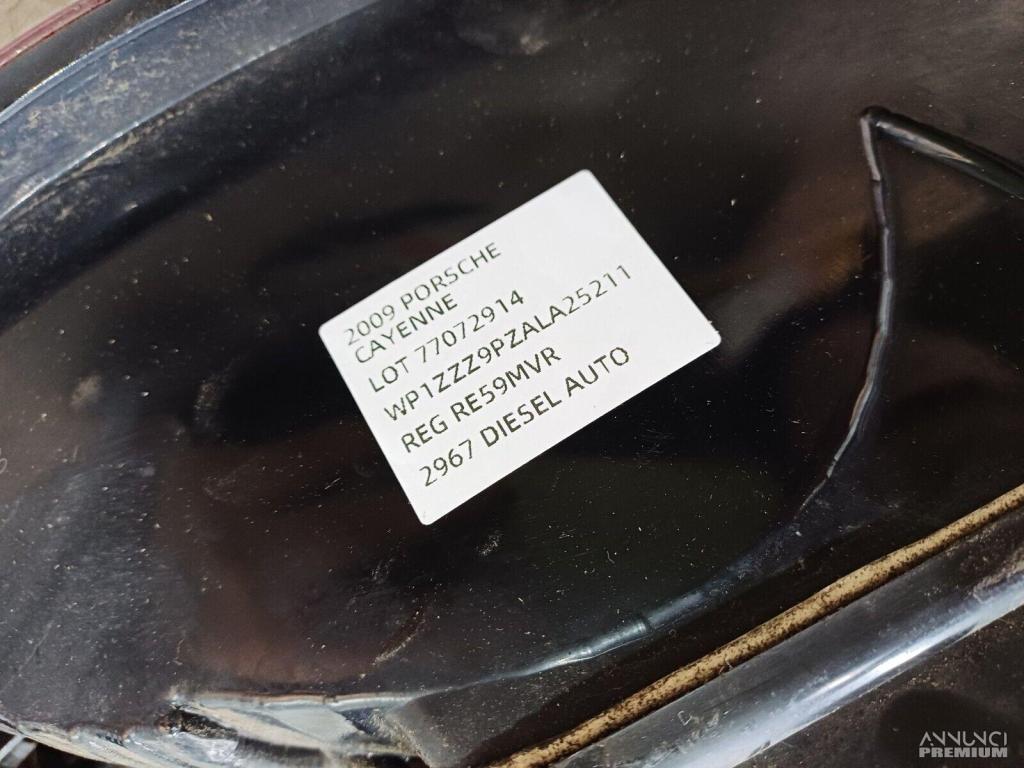 2009 PORSCHE
CAYENNE
LOT 77072914
WP1ZZZ9PZALA25211
REG RE59MVR
2967 DIESEL AUTO
ANNUNCI
PREMIUM